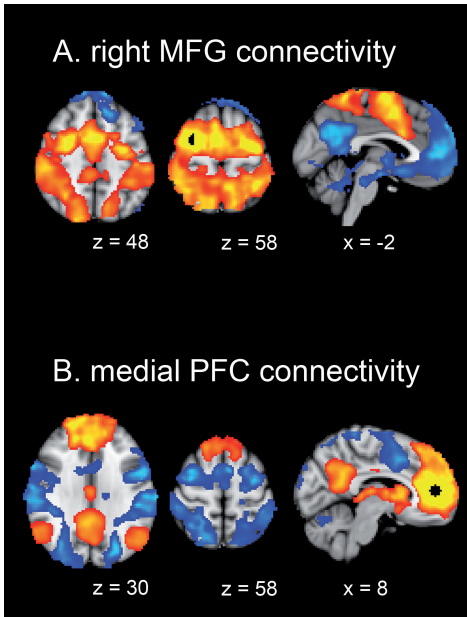 A. right MFG connectivity
z = 48 z = 58 x = -2
B. medial PFC connectivity
z = 30 z = 58 x = 8